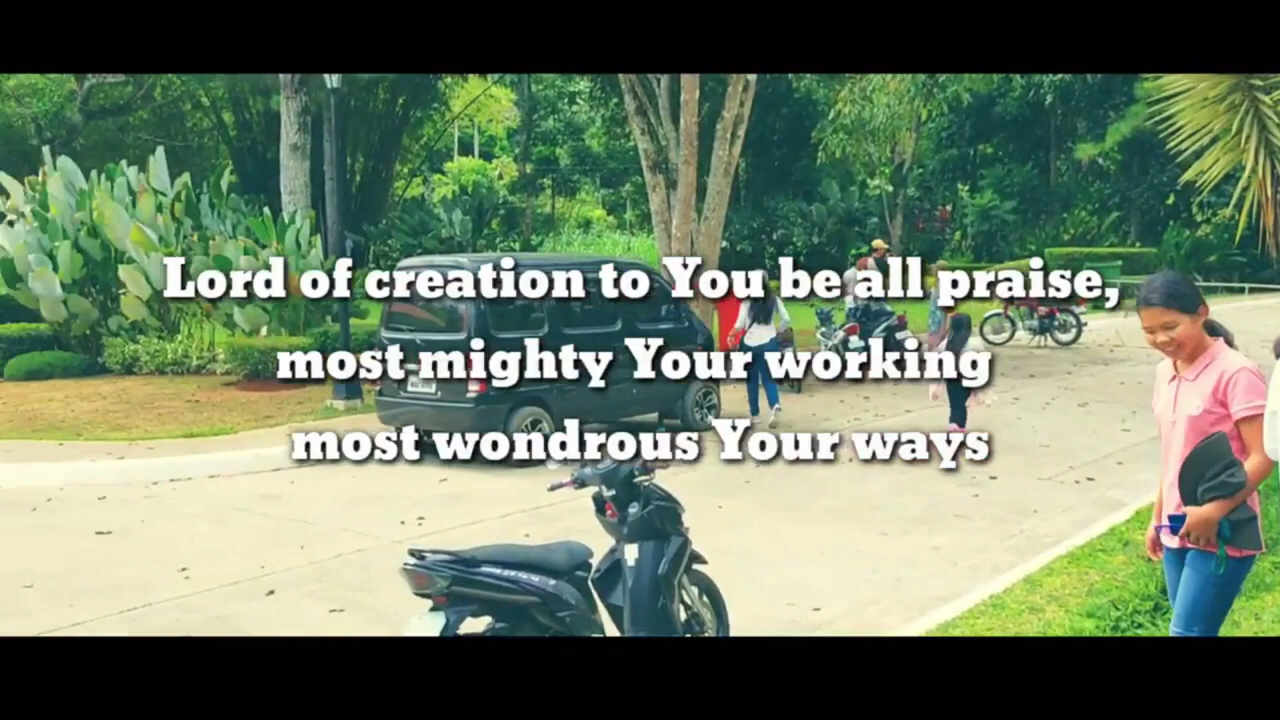 Lord of creation to You be all praise,
most mighty Your working
most wondrous Your ways